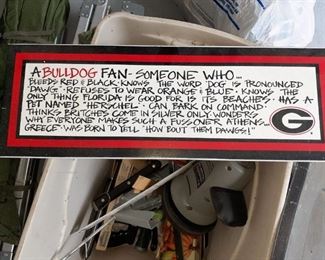 A BULLDOG FAN - SOMEONE WHO...
BLEEDS RED & BLACK · KNOWS THE WORD DOG IS PRONOUNCED
"DAWG" · REFUSES TO WEAR ORANGE & BLUE · KNOWS THE
ONLY THING FLORIDA IS GOOD FOR IS ITS BEACHES · HAS A
PET NAMED "HERSCHEL" · CAN BARK ON COMMAND ·
THINKS BRITCHES COME IN SILVER ONLY · WONDERS
WHY EVERYONE MAKES SUCH A FUSS OVER ATHENS,
GREECE · WAS BORN TO YELL "HOW BOUT THEM DAWGS!"
G